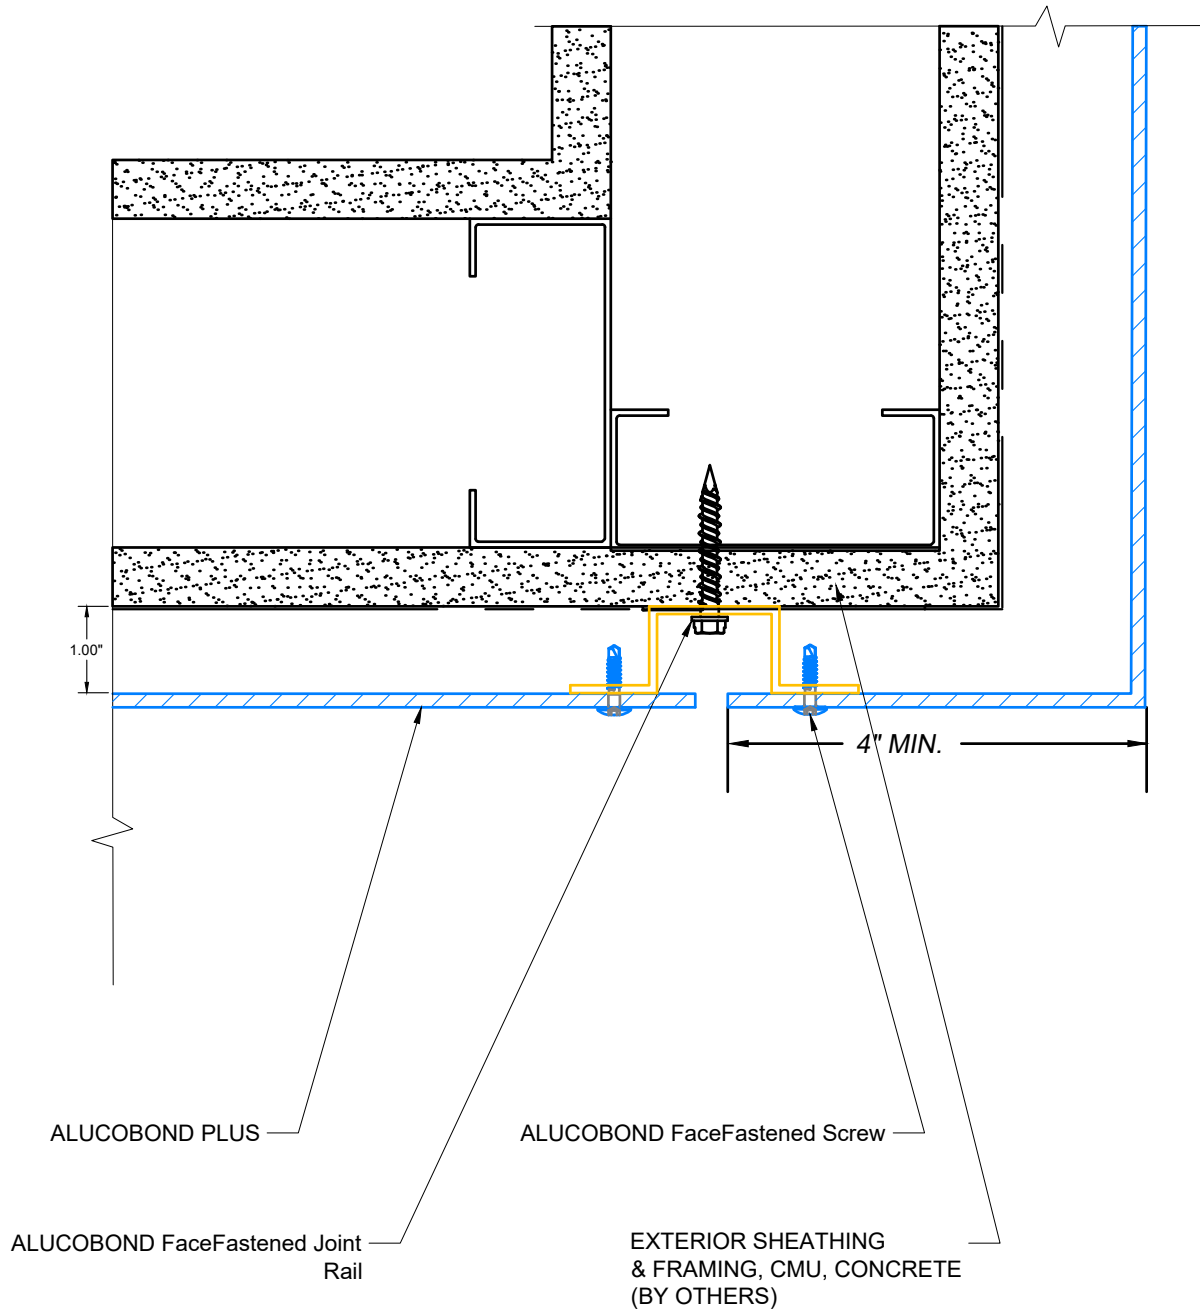 1.00"
4" MIN.
ALUCOBOND PLUS
ALUCOBOND FaceFastened Screw
ALUCOBOND FaceFastened Joint
Rail
EXTERIOR SHEATHING
& FRAMING, CMU, CONCRETE
(BY OTHERS)